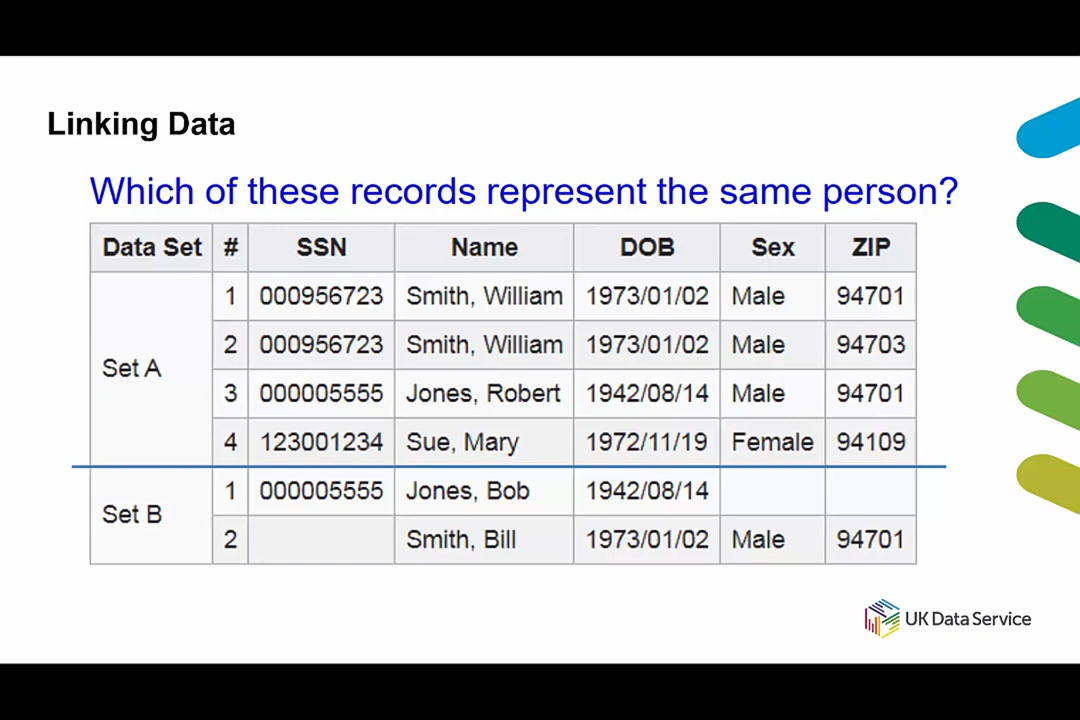 Linking Data
Which of these records represent the same person?
Data Set # SSN Name DOB Sex ZIP
Set A
1 000956723 Smith, William 1973/01/02 Male 94701
2 000956723 Smith, William 1973/01/02 Male 94703
3 000005555 Jones, Robert 1942/08/14 Male 94701
4 123001234 Sue, Mary 1972/11/19 Female 94109
Set B
1 000005555 Jones, Bob 1942/08/14
2 Smith, Bill 1973/01/02 Male 94701
UK Data Service